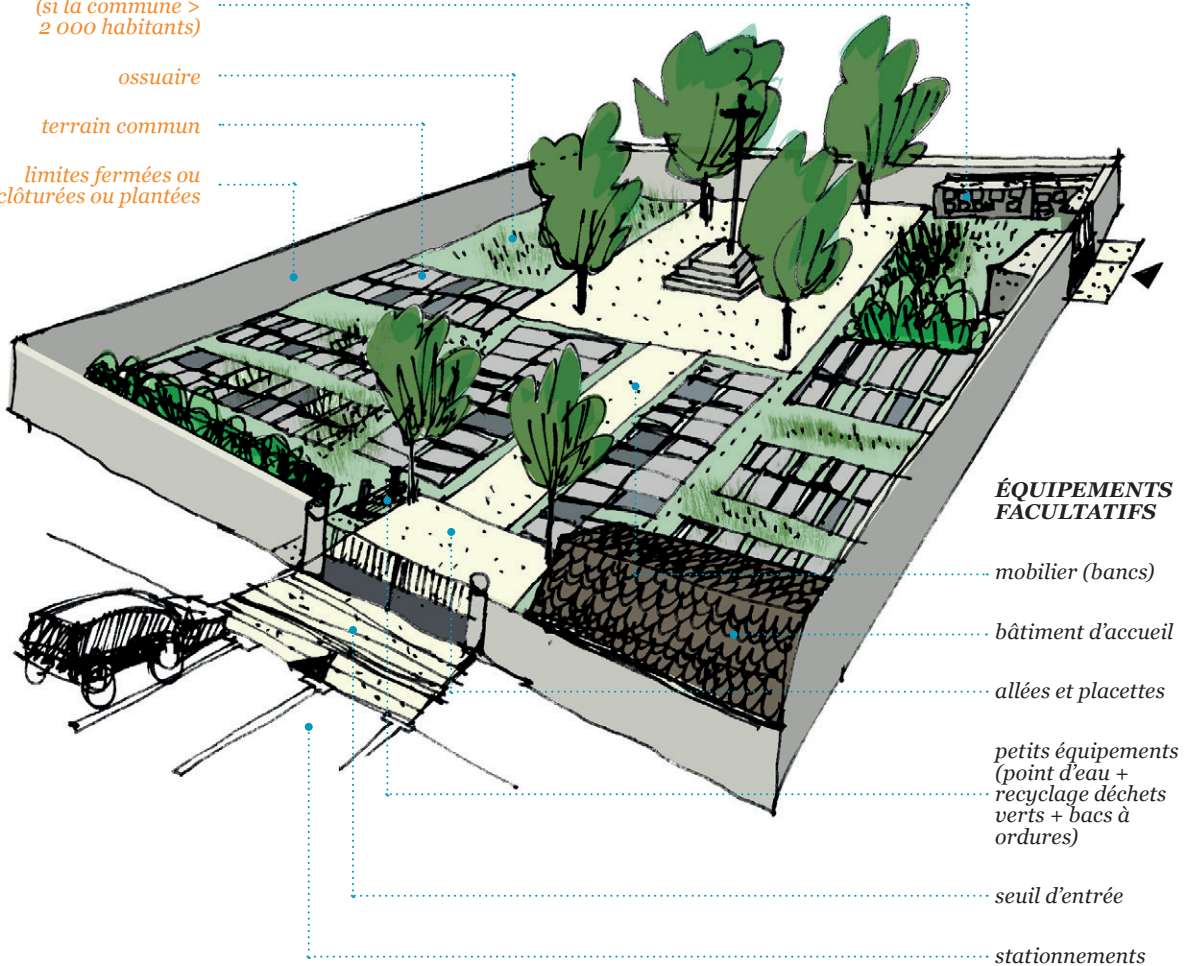 (si la commune >
2 000 habitants)
ossuaire
terrain commun
limites fermées ou
clôturées ou plantées
ÉQUIPEMENTS
FACULTATIFS
mobilier (bancs)
bâtiment d’accueil
allées et placettes
petits équipements
(point d’eau +
recyclage déchets
verts + bacs à
ordures)
seuil d’entrée
stationnements